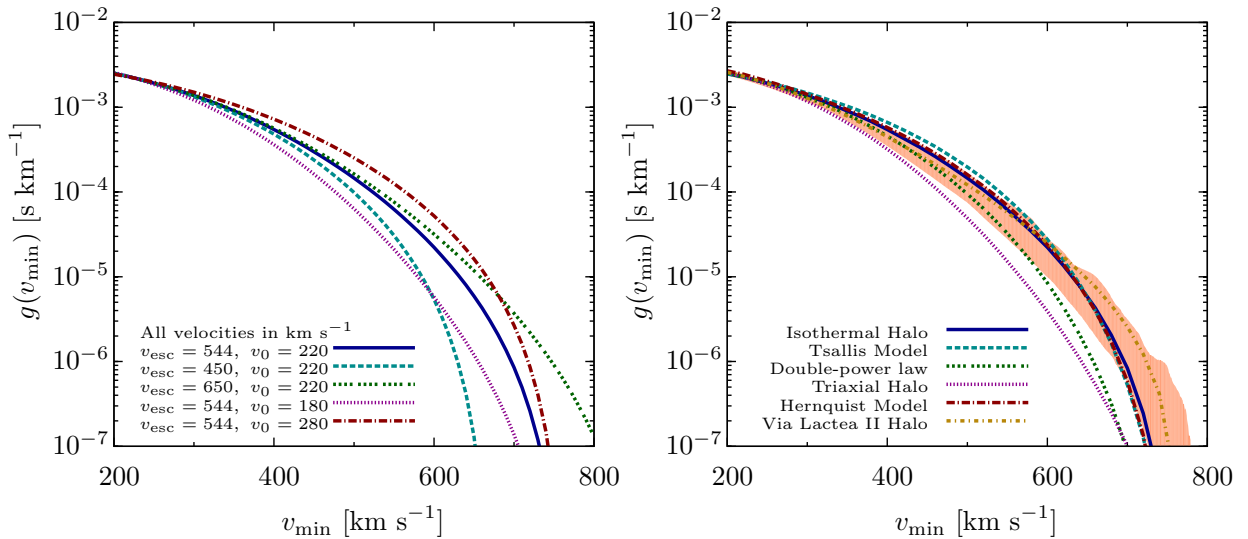 10⁻²
10⁻³
10⁻⁴
10⁻⁵
10⁻⁶
10⁻⁷
g(v_min) [s km⁻¹]
All velocities in km s⁻¹
v_esc = 544, v_0 = 220
v_esc = 450, v_0 = 220
v_esc = 650, v_0 = 220
v_esc = 544, v_0 = 180
v_esc = 544, v_0 = 280
200 400 600 800
v_min [km s⁻¹]
10⁻²
10⁻³
10⁻⁴
10⁻⁵
10⁻⁶
10⁻⁷
g(v_min) [s km⁻¹]
Isothermal Halo
Tsallis Model
Double-power law
Triaxial Halo
Hernquist Model
Via Lactea II Halo
200 400 600 800
v_min [km s⁻¹]